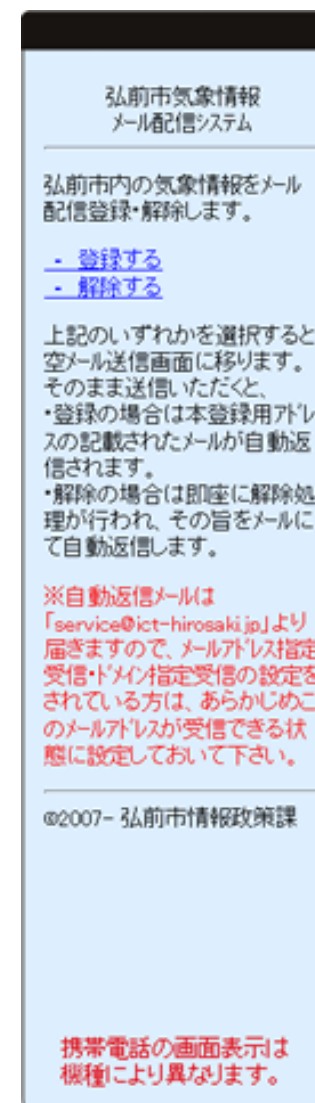 弘前市気象情報
メール配信システム
弘前市内の気象情報をメール
配信登録・解除します。
- 登録する
- 解除する
上記のいずれかを選択すると
空メール送信画面に移ります。
そのまま送信いただくと、
・登録の場合は本登録用アドレ
スの記載されたメールが自動返
信されます。
・解除の場合は即座に解除処
理が行われ、その旨をメールに
て自動返信します。
※自動返信メールは
「service@ict-hirosaki.jp」より
届きますので、メールアドレス指定
受信・ドメイン指定受信の設定を
されている方は、あらかじめこ
のメールアドレスが受信できる状
態に設定しておいて下さい。
©2007- 弘前市情報政策課
携帯電話の画面表示は
機種により異なります。